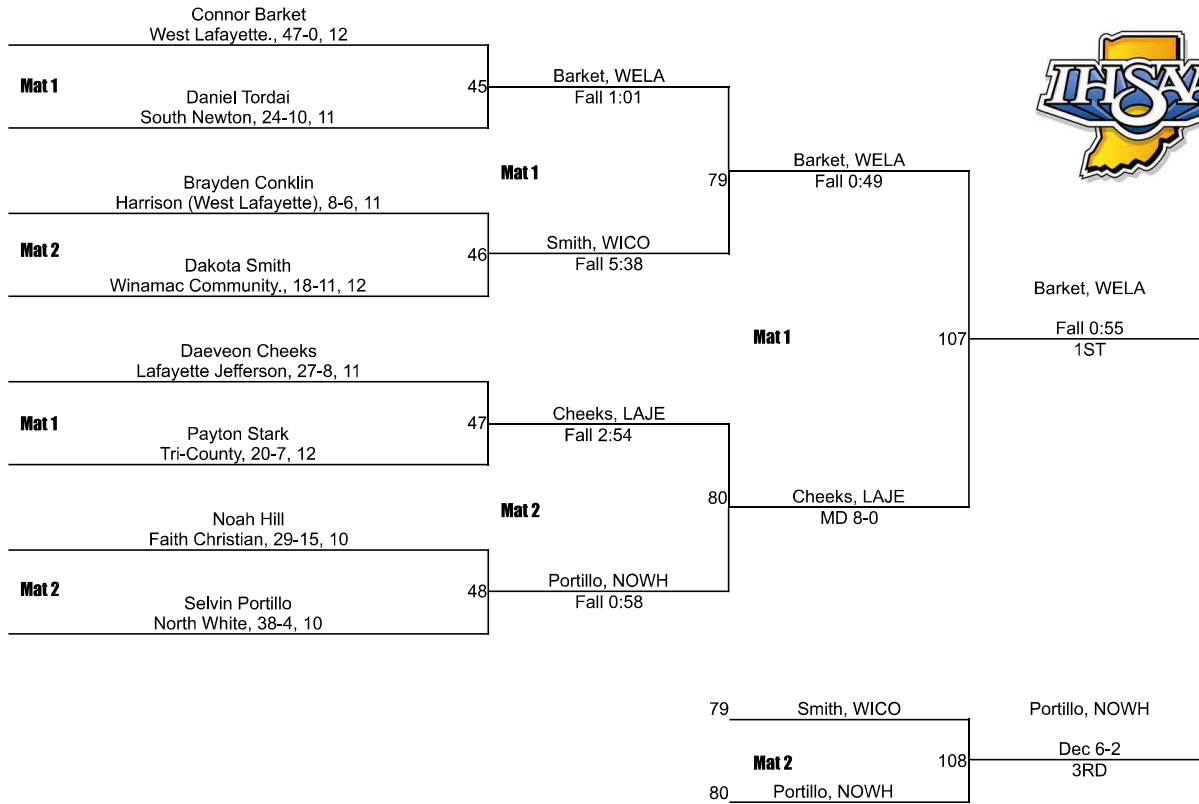 Connor Barket
West Lafayette., 47-0, 12
Mat 1
45
Daniel Tordai
South Newton, 24-10, 11
Barket, WELA
Fall 1:01
Brayden Conklin
Harrison (West Lafayette), 8-6, 11
Mat 2
46
Dakota Smith
Winamac Community., 18-11, 12
Smith, WICO
Fall 5:38
Mat 1
79
Barket, WELA
Fall 0:49
Daeveon Cheeks
Lafayette Jefferson, 27-8, 11
Mat 1
47
Payton Stark
Tri-County, 20-7, 12
Cheeks, LAJE
Fall 2:54
Noah Hill
Faith Christian, 29-15, 10
Mat 2
48
Selvin Portillo
North White, 38-4, 10
Portillo, NOWH
Fall 0:58
Mat 2
80
Cheeks, LAJE
MD 8-0
Mat 1
107
Barket, WELA
Fall 0:55
1ST
IHSAA
79
Smith, WICO
Mat 2
108
80
Portillo, NOWH
Portillo, NOWH
Dec 6-2
3RD